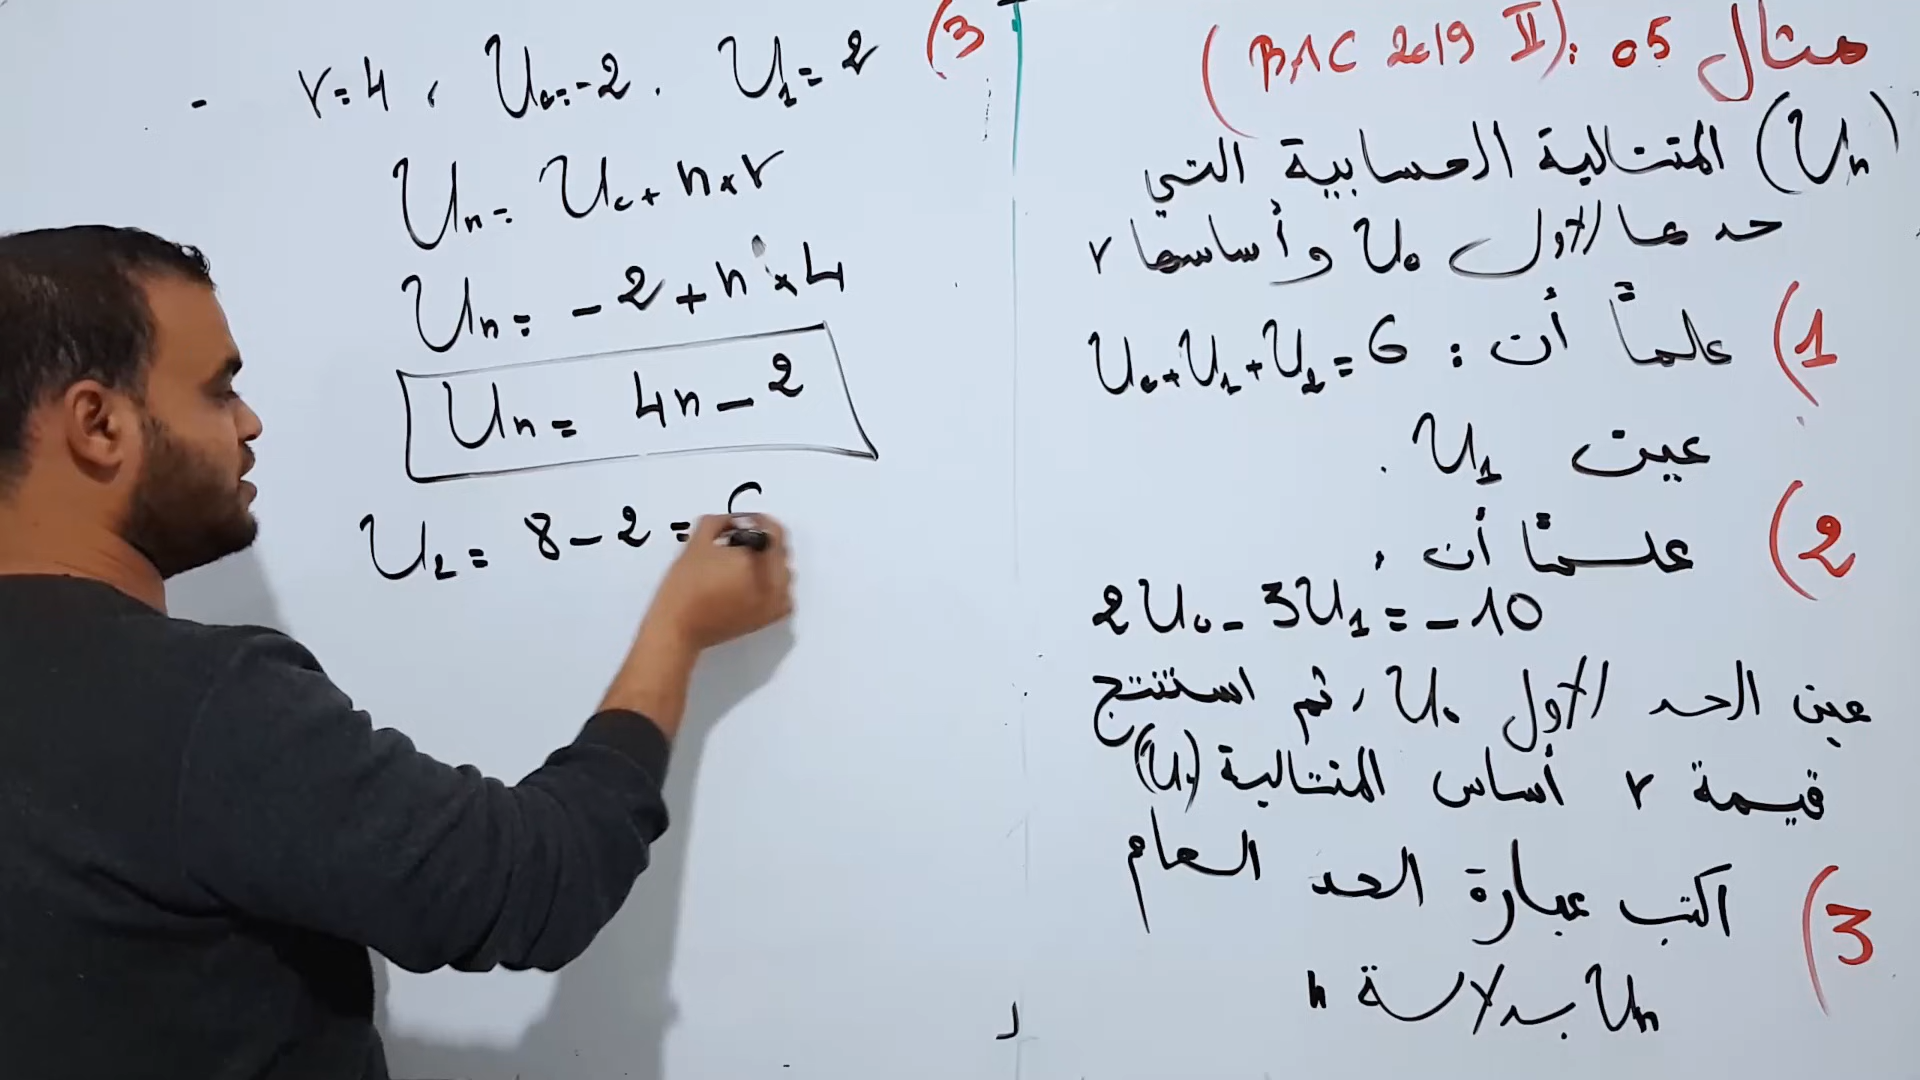 مثال 05 : (BAC 2019 II)
(Un) المتتالية الحسابية التي
حدها الأول U0 وأساسها r
1) علماً أن : U0+U1+U2=6
عين U1 .
2) علماً أن :
2U0-3U1=-10
عين الحد الأول U0 ، ثم استنتج
قيمة r أساس المتتالية (Un)
3) اكتب عبارة الحد العام
Un بدلالة n
3) r=4 , U0=-2 . U1=2
Un= U0+n×r
Un= -2+n×4
Un= 4n-2
U2= 8-2=6